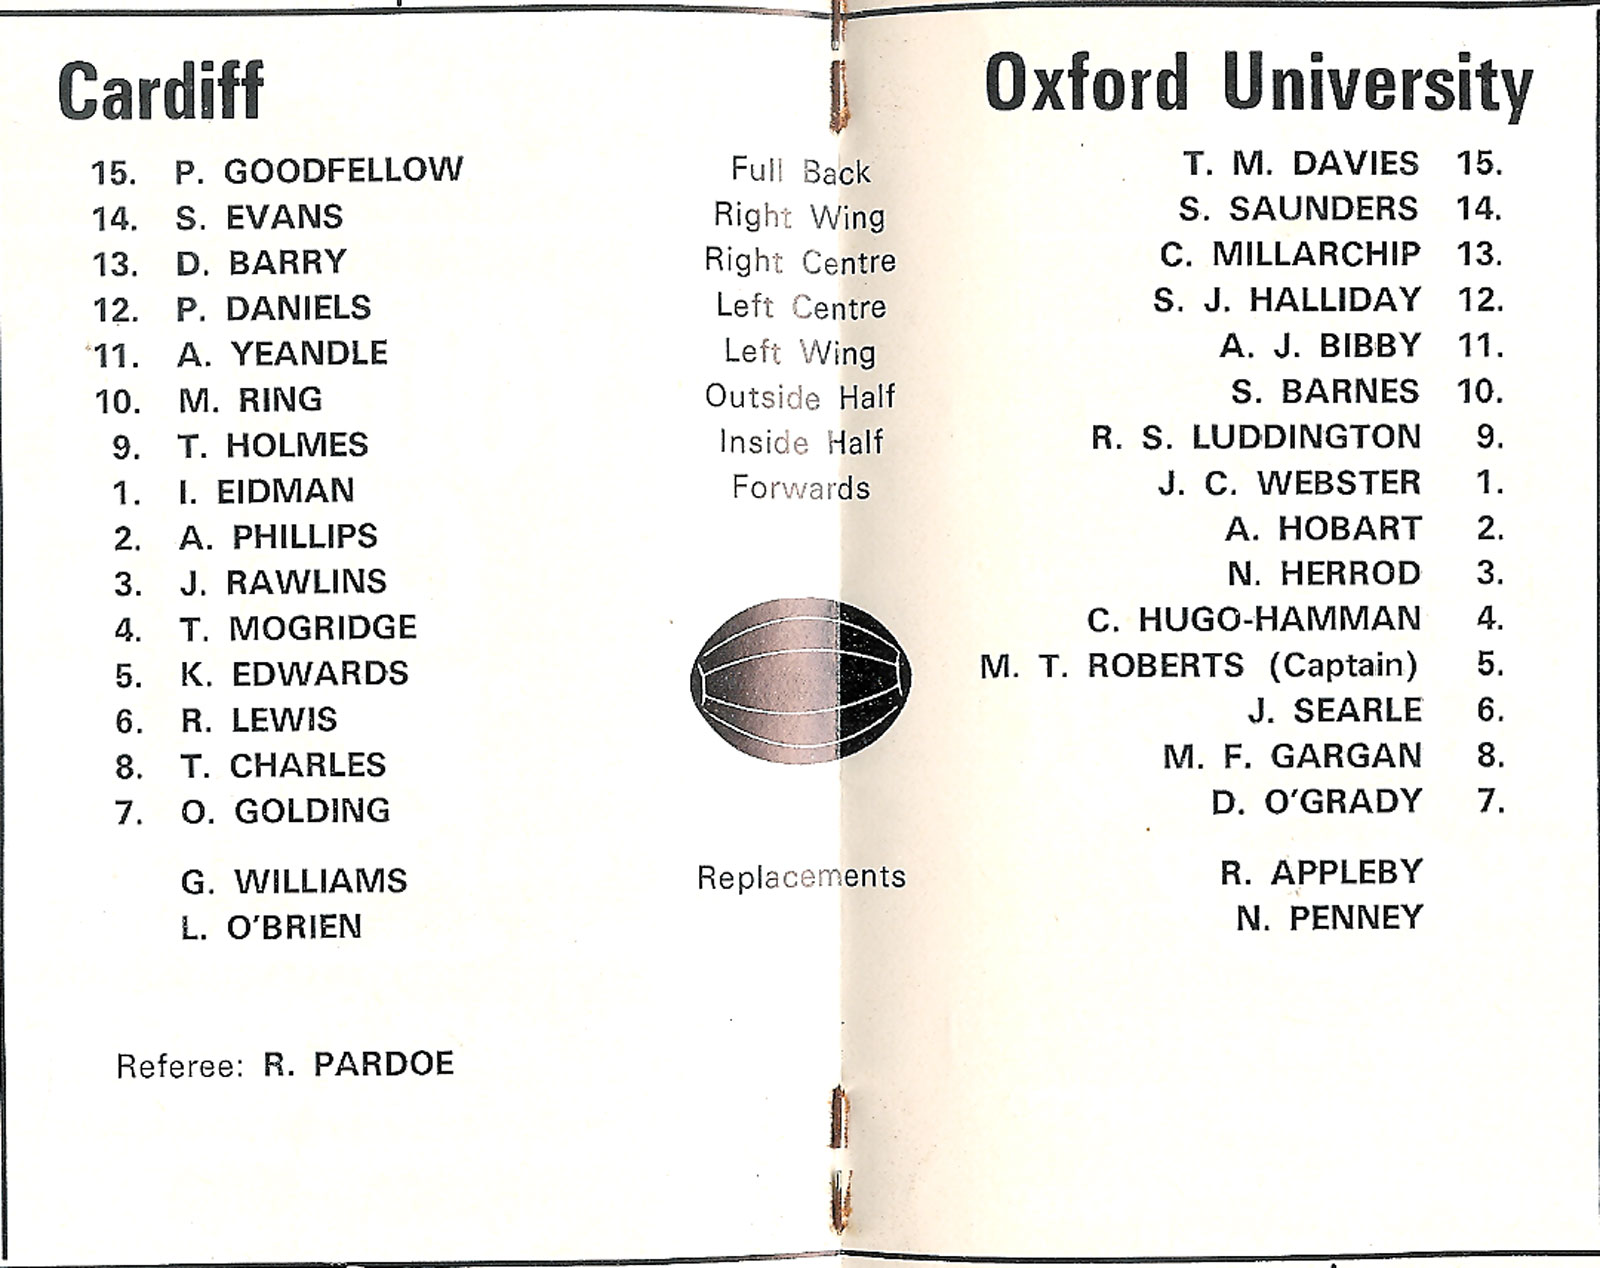 Cardiff Oxford University
15. P. GOODFELLOW Full Back T. M. DAVIES 15.
14. S. EVANS Right Wing S. SAUNDERS 14.
13. D. BARRY Right Centre C. MILLARCHIP 13.
12. P. DANIELS Left Centre S. J. HALLIDAY 12.
11. A. YEANDLE Left Wing A. J. BIBBY 11.
10. M. RING Outside Half S. BARNES 10.
9. T. HOLMES Inside Half R. S. LUDDINGTON 9.
1. I. EIDMAN Forwards J. C. WEBSTER 1.
2. A. PHILLIPS A. HOBART 2.
3. J. RAWLINS N. HERROD 3.
4. T. MOGRIDGE C. HUGO-HAMMAN 4.
5. K. EDWARDS M. T. ROBERTS (Captain) 5.
6. R. LEWIS J. SEARLE 6.
8. T. CHARLES M. F. GARGAN 8.
7. O. GOLDING D. O'GRADY 7.
G. WILLIAMS Replacements R. APPLEBY
L. O'BRIEN N. PENNEY
Referee: R. PARDOE